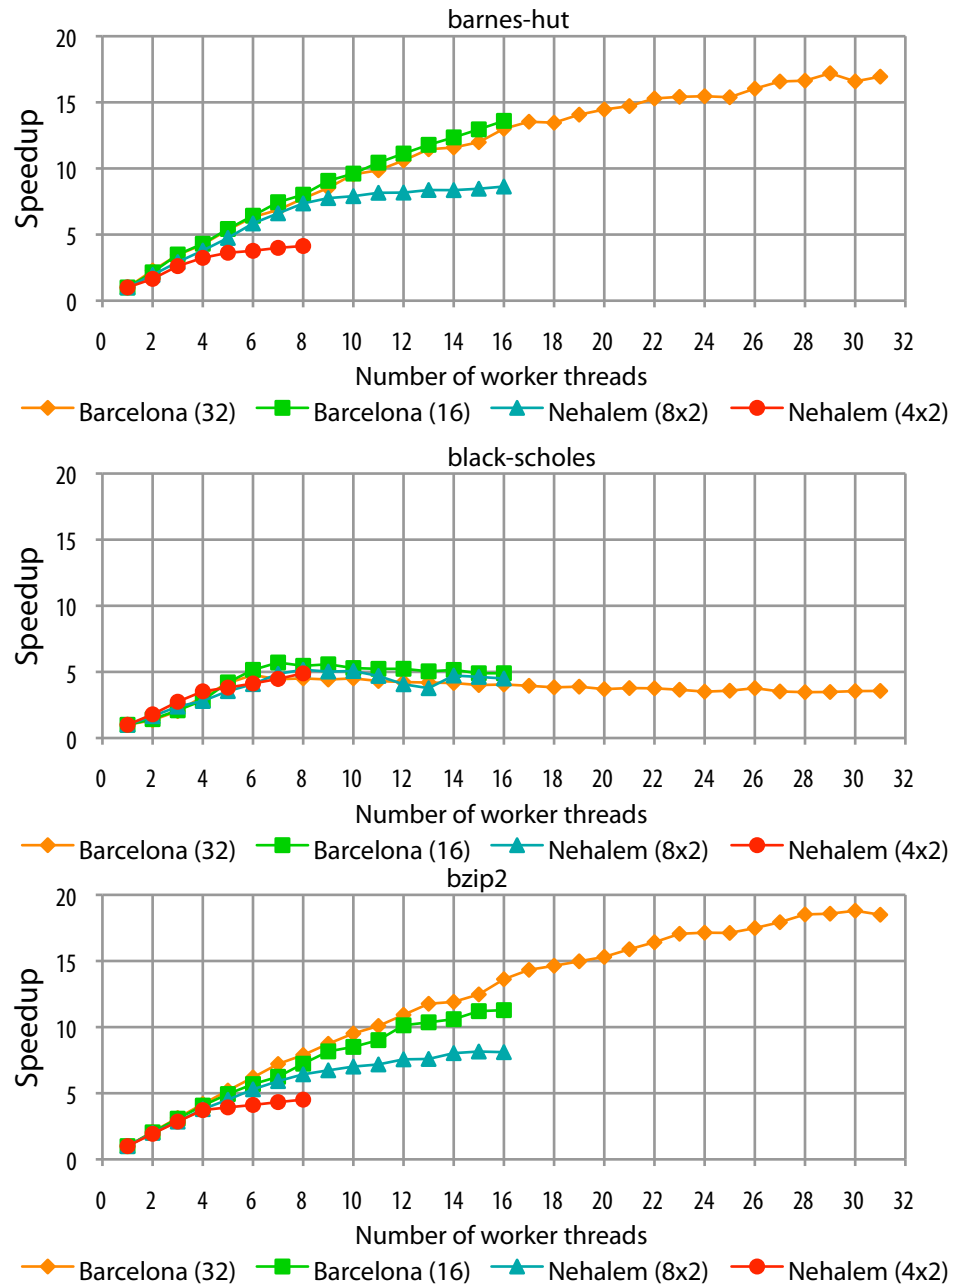 barnes-hut
20
15
10
5
0
Speedup
0 2 4 6 8 10 12 14 16 18 20 22 24 26 28 30 32
Number of worker threads
Barcelona (32) Barcelona (16) Nehalem (8x2) Nehalem (4x2)
black-scholes
20
15
10
5
0
Speedup
0 2 4 6 8 10 12 14 16 18 20 22 24 26 28 30 32
Number of worker threads
Barcelona (32) Barcelona (16) Nehalem (8x2) Nehalem (4x2)
bzip2
20
15
10
5
0
Speedup
0 2 4 6 8 10 12 14 16 18 20 22 24 26 28 30 32
Number of worker threads
Barcelona (32) Barcelona (16) Nehalem (8x2) Nehalem (4x2)